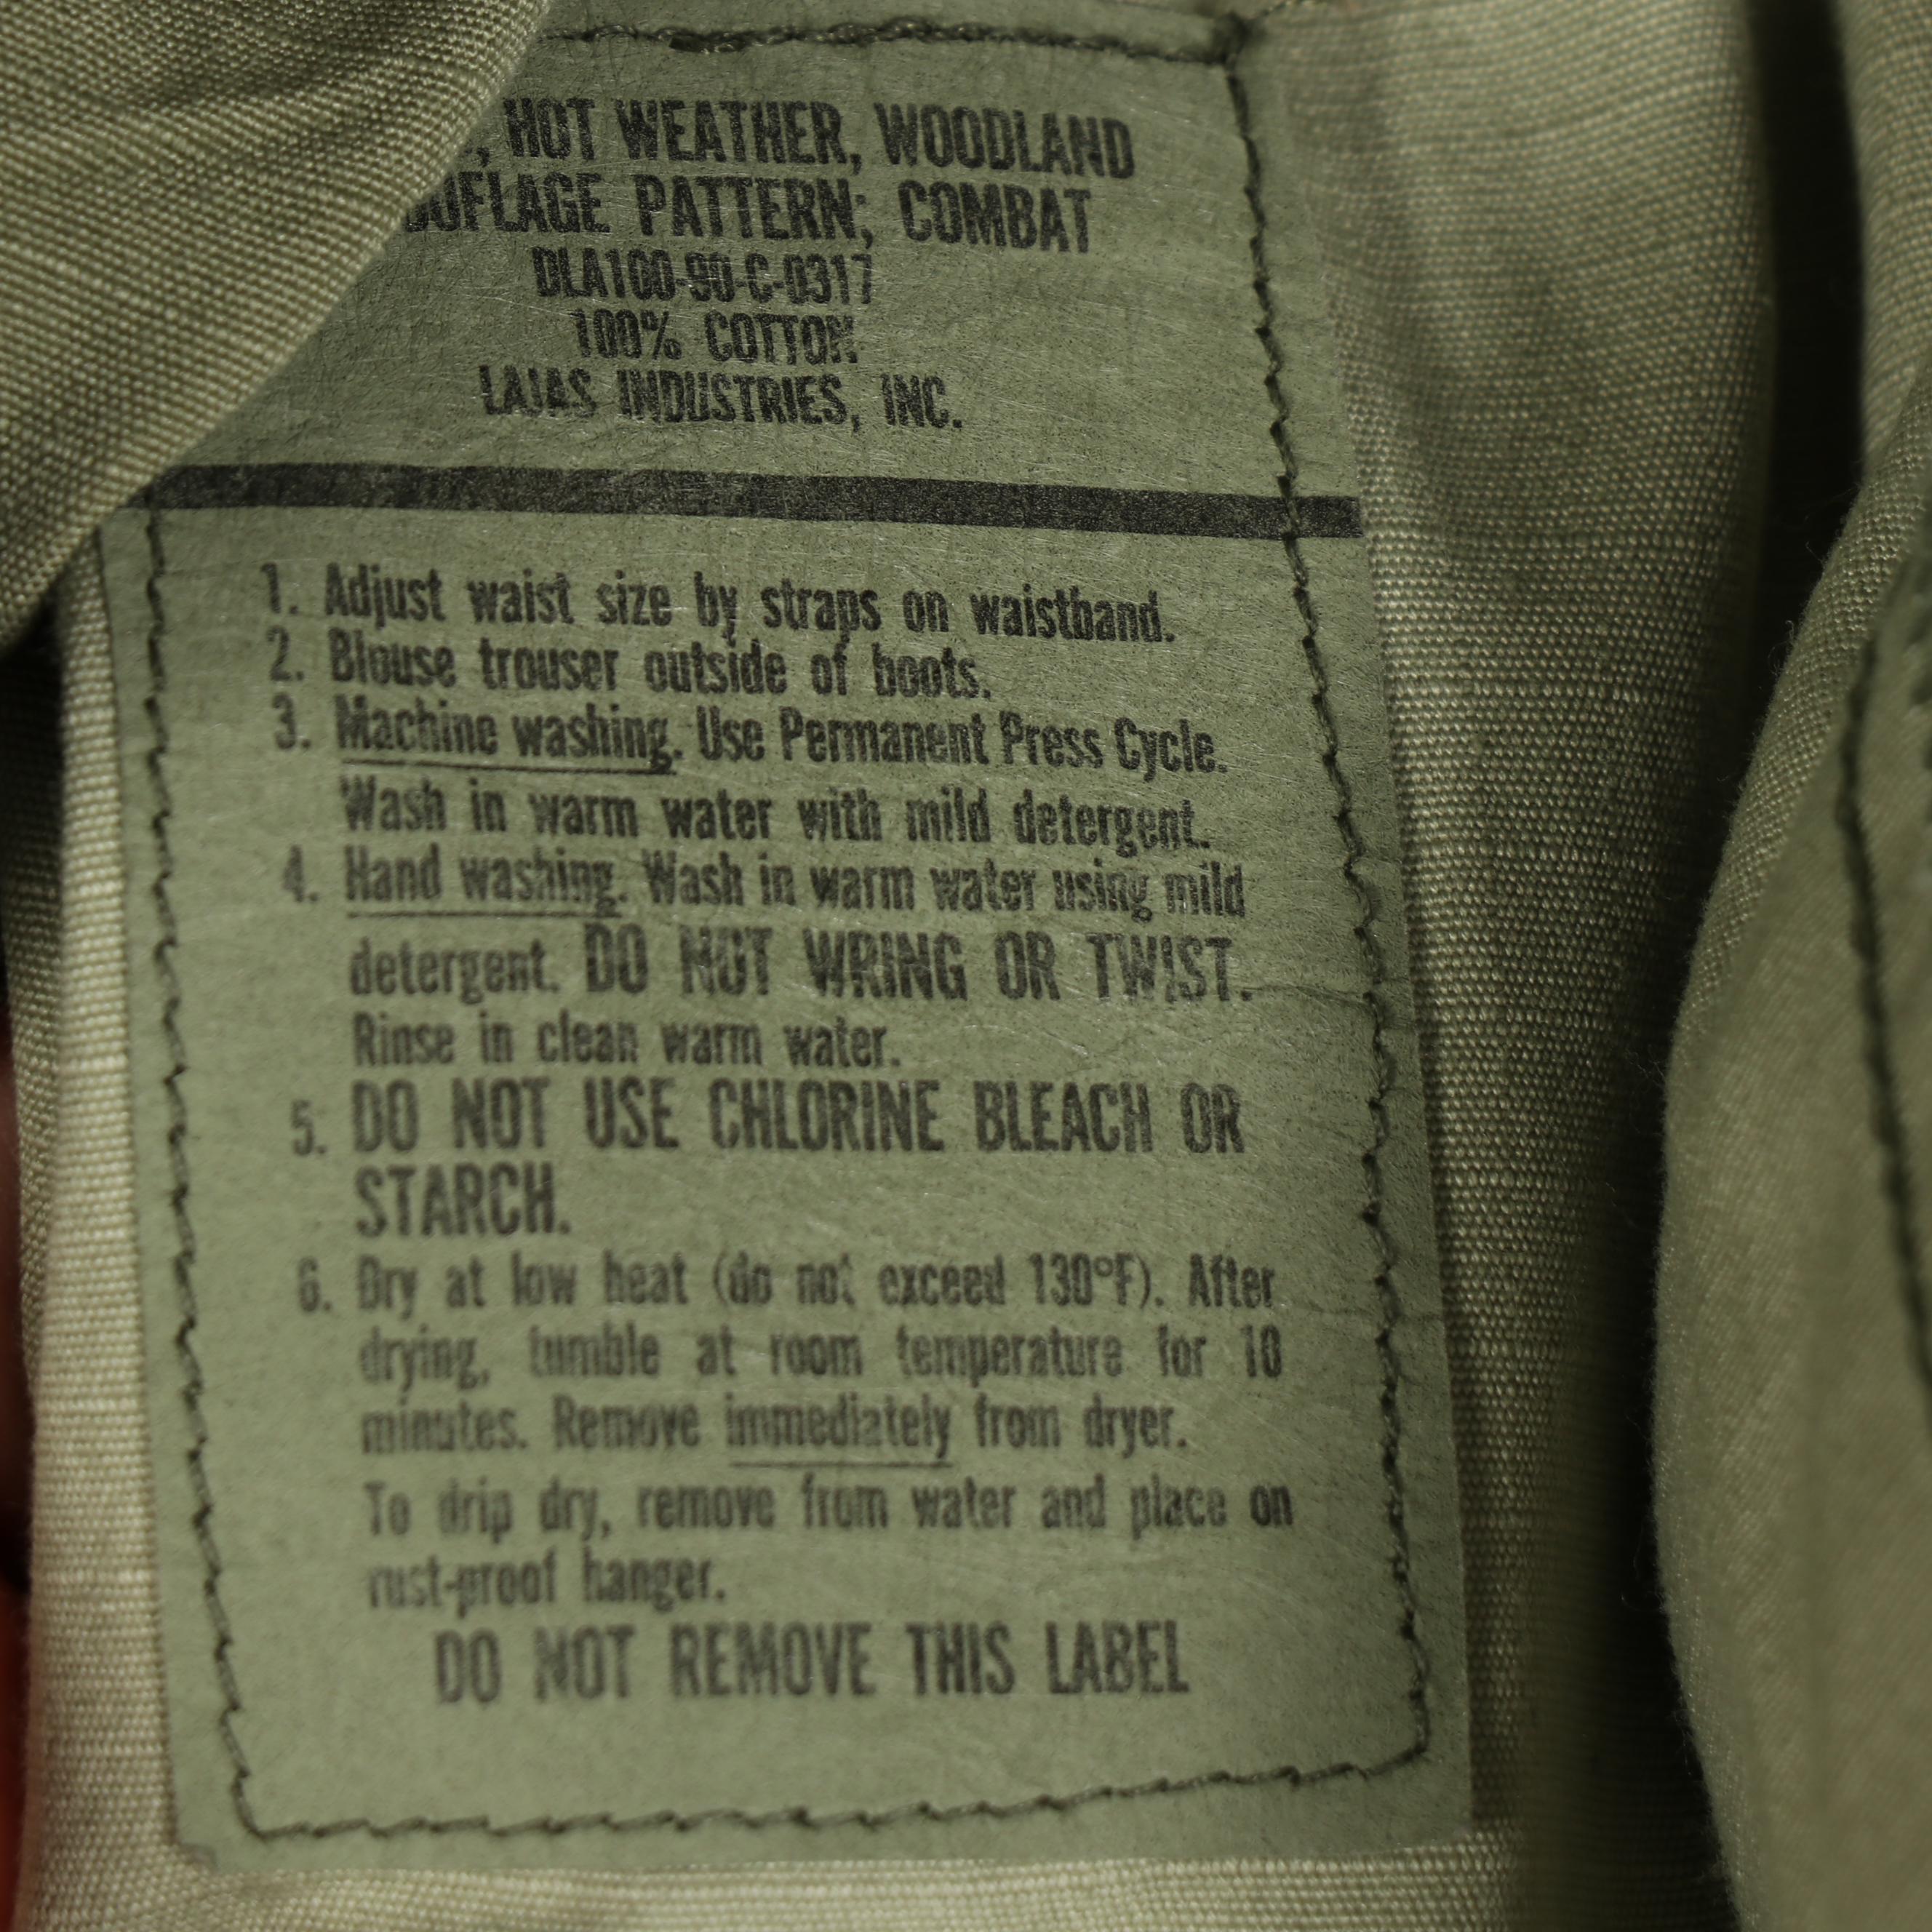 , HOT WEATHER, WOODLAND
OUFLAGE PATTERN; COMBAT
DLA100-90-C-0317
100% COTTON
LAJAS INDUSTRIES, INC.
1. Adjust waist size by straps on waistband.
2. Blouse trouser outside of boots.
3. Machine washing. Use Permanent Press Cycle.
Wash in warm water with mild detergent.
4. Hand washing. Wash in warm water using mild
detergent. DO NOT WRING OR TWIST.
Rinse in clean warm water.
5. DO NOT USE CHLORINE BLEACH OR
STARCH.
6. Dry at low heat (do not exceed 130°F). After
drying, tumble at room temperature for 10
minutes. Remove immediately from dryer.
To drip dry, remove from water and place on
rust-proof hanger.
DO NOT REMOVE THIS LABEL